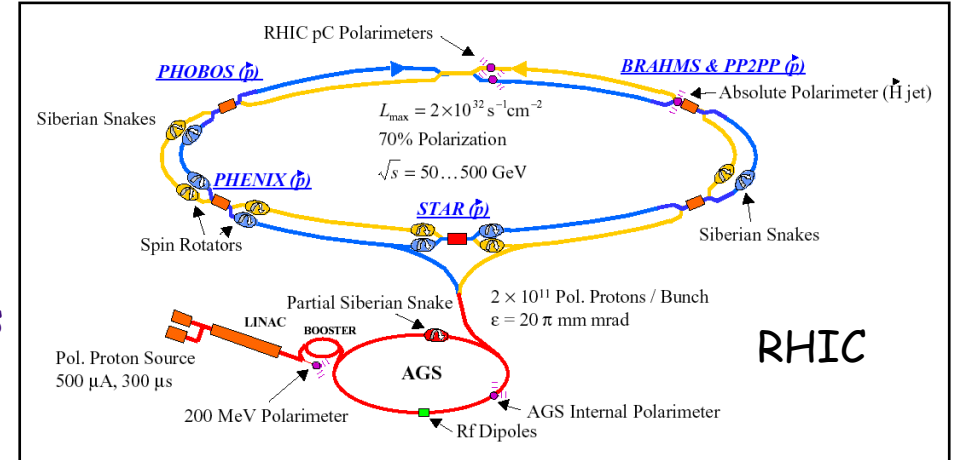 RHIC pC Polarimeters
PHOBOS (p)
BRAHMS & PP2PP (p)
Absolute Polarimeter (H jet)
Siberian Snakes
L_max = 2×10^32 s^−1 cm^−2
70% Polarization
√s = 50…500 GeV
PHENIX (p)
STAR (p)
Spin Rotators
Siberian Snakes
Partial Siberian Snake
2 × 10^11 Pol. Protons / Bunch
ε = 20 π mm mrad
LINAC
BOOSTER
RHIC
Pol. Proton Source
500 μA, 300 μs
AGS
200 MeV Polarimeter
AGS Internal Polarimeter
Rf Dipoles